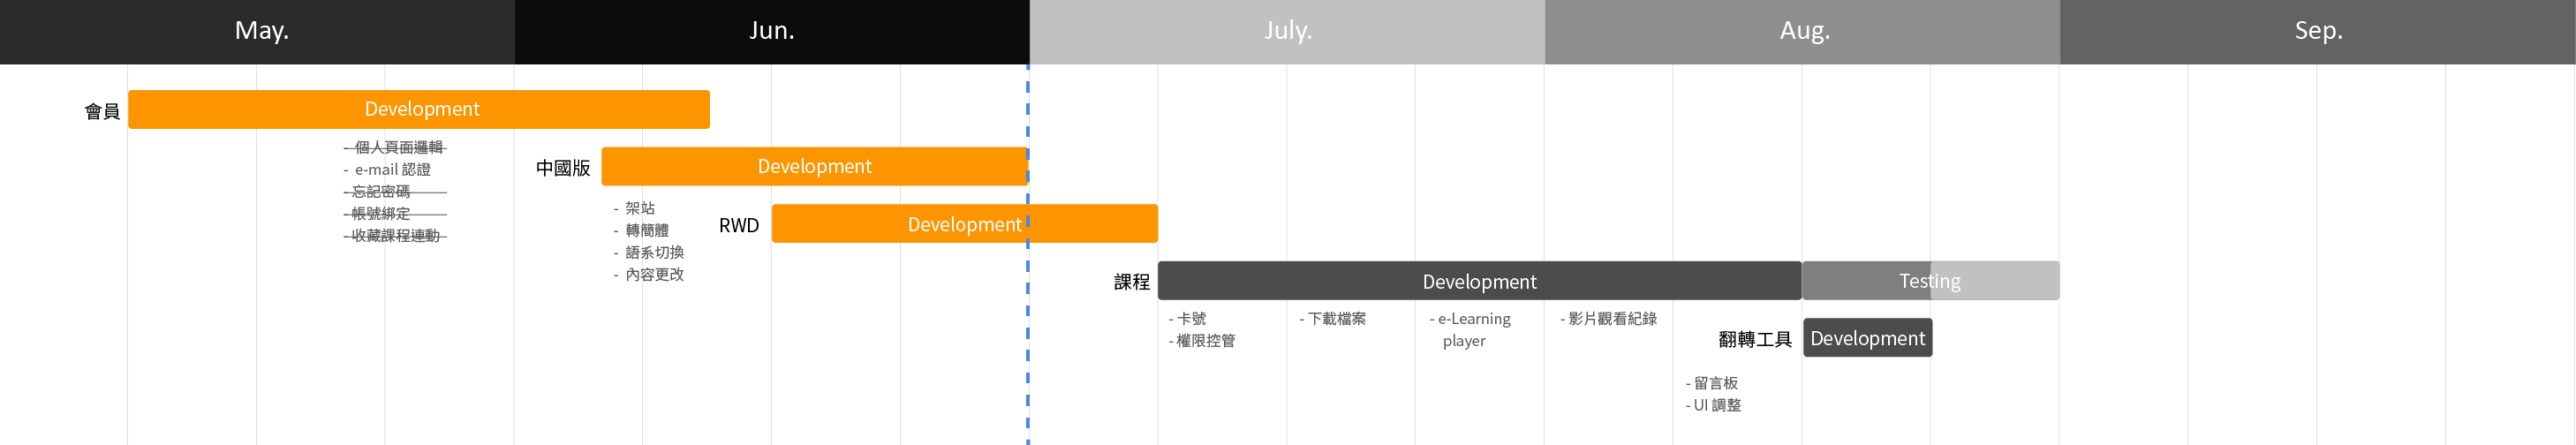 May.
Jun.
July.
Aug.
Sep.
會員
Development
- 個人頁面邏輯
- e-mail 認證
- 忘記密碼
- 帳號綁定
- 收藏課程連動
中國版
Development
- 架站
- 轉簡體
- 語系切換
- 內容更改
RWD
Development
課程
Development
Testing
- 卡號
- 權限控管
- 下載檔案
- e-Learning
player
- 影片觀看紀錄
翻轉工具
Development
- 留言板
- UI 調整